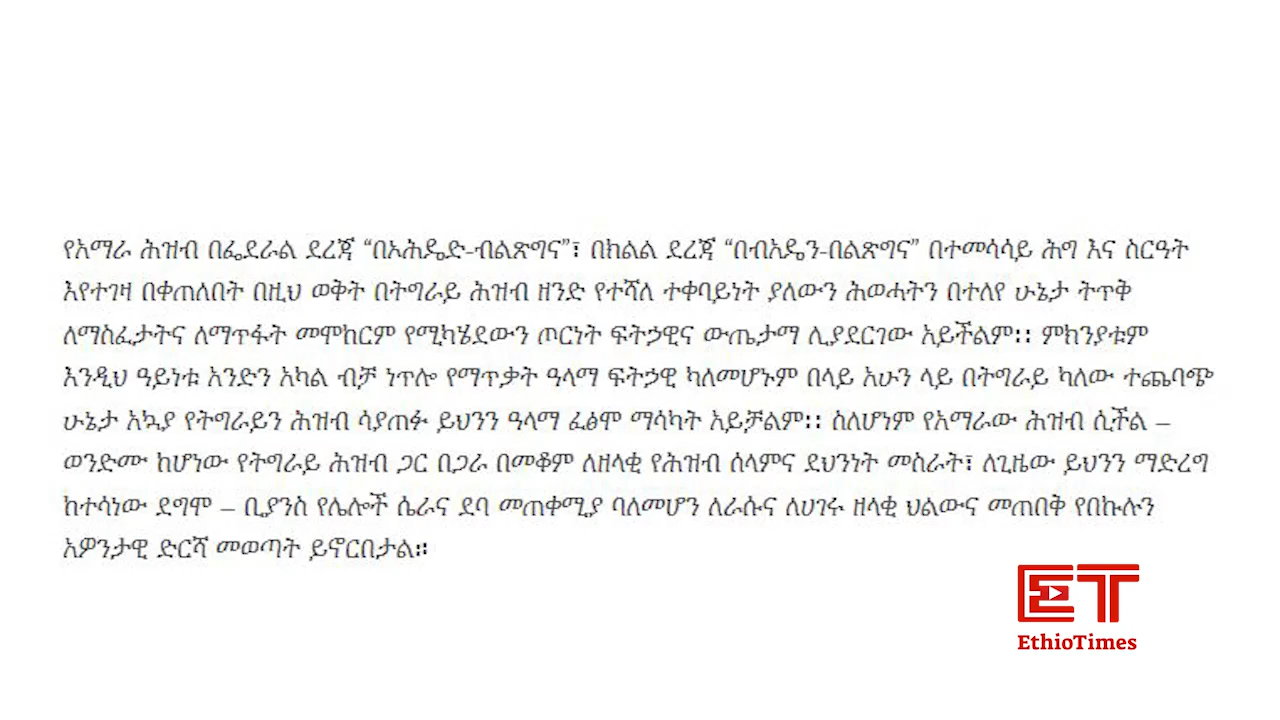 የአማራ ሕዝብ በፌደራል ደረጃ “በኦሕዴድ-ብልጽግና”፣ በክልል ደረጃ “በብአዴን-በልጽግና” በተመሳሳይ ሕግ እና ስርዓት
እየተገዛ በቀጠለበት በዚህ ወቅት በትግራይ ሕዝብ ዘንድ የተሻለ ተቀባይነት ያለውን ሕወሓትን በተለየ ሁኔታ ትጥቅ
ለማስፈታትና ለማጥፋት መሞከርም የሚካሄደውን ጦርነት ፍትኃዊና ውጤታማ ሊያደርገው አይችልም፡፡ ምክንያቱም
እንዲህ ዓይነቱ አንድን አካል ብቻ ነጥሎ የማጥቃት ዓላማ ፍትኃዊ ካለመሆኑም በላይ አሁን ላይ በትግራይ ካለው ተጨባጭ
ሁኔታ አኳያ የትግራይን ሕዝብ ሳያጠፉ ይህንን ዓላማ ፈፅሞ ማሳካት አይቻልም፡፡ ስለሆነም የአማራው ሕዝብ ሲችል –
ወንድሙ ከሆነው የትግራይ ሕዝብ ጋር በጋራ በመቆም ለዘላቂ የሕዝብ ሰላምና ደህንነት መስራት፣ ለጊዜው ይህንን ማድረግ
ከተሳነው ደግሞ – ቢያንስ የሌሎች ሴራና ደባ መጠቀሚያ ባለመሆን ለራሱና ለሀገሩ ዘላቂ ህልውና መጠበቅ የበኩሉን
አዎንታዊ ድርሻ መወጣት ይኖርበታል።
ET
EthioTimes